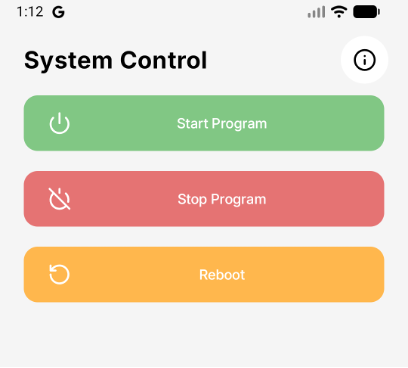 1:12 G
System Control
Start Program
Stop Program
Reboot